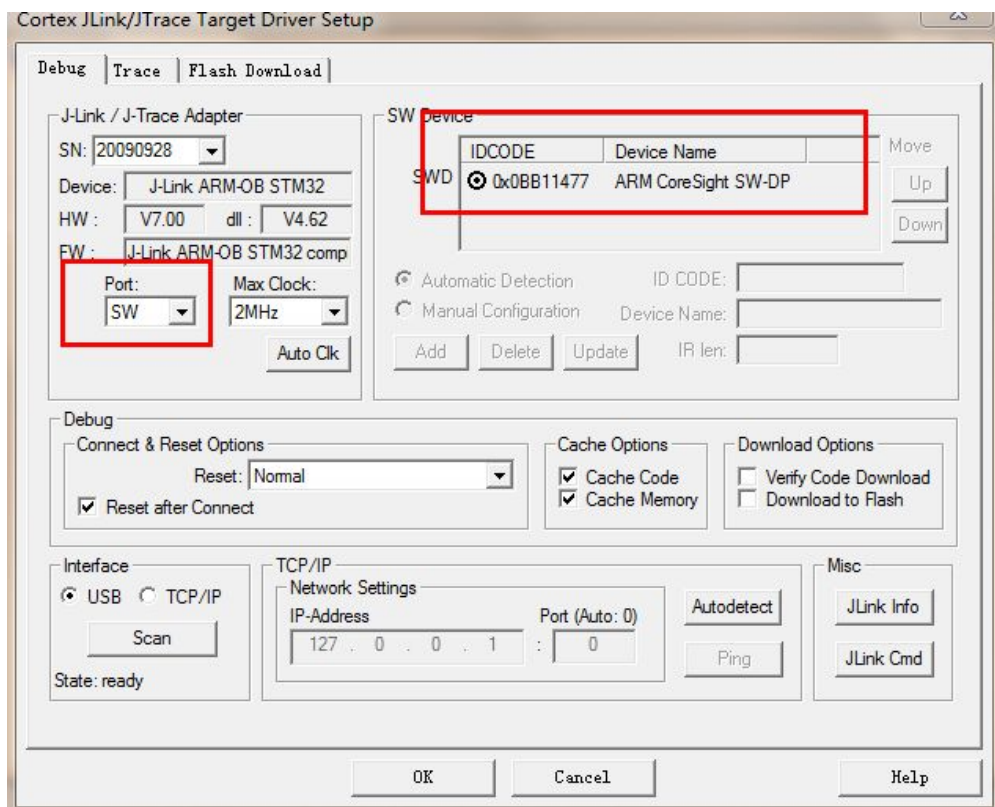 Cortex JLink/JTrace Target Driver Setup
Debug Trace Flash Download
J-Link / J-Trace Adapter
SN: 20090928
Device: J-Link ARM-OB STM32
HW : V7.00 dll : V4.62
FW : J-Link ARM-OB STM32 comp
Port: Max Clock:
SW 2MHz
Auto Clk
SW Device
IDCODE Device Name Move
SWD 0x0BB11477 ARM CoreSight SW-DP Up
Down
Automatic Detection ID CODE:
Manual Configuration Device Name:
Add Delete Update IR len:
Debug
Connect & Reset Options
Reset: Normal
Reset after Connect
Cache Options
Cache Code
Cache Memory
Download Options
Verify Code Download
Download to Flash
Interface
USB TCP/IP
Scan
State: ready
TCP/IP
Network Settings
IP-Address Port (Auto: 0)
127 . 0 . 0 . 1 : 0
Autodetect
Ping
Misc
JLink Info
JLink Cmd
OK Cancel Help